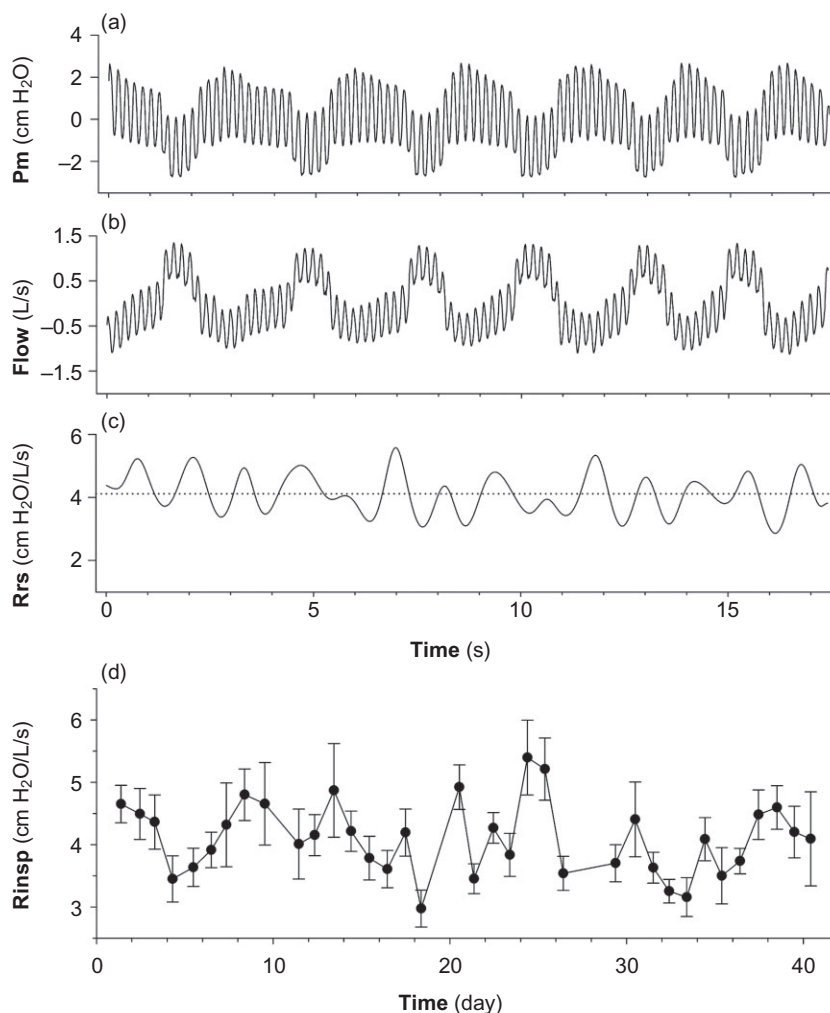 (a)
4
2
0
−2
Pm (cm H₂O)
(b)
1.5
0.5
−0.5
−1.5
Flow (L/s)
(c)
6
4
2
Rrs (cm H₂O/L/s)
0 5 10 15
Time (s)
(d)
6
5
4
3
Rinsp (cm H₂O/L/s)
0 10 20 30 40
Time (day)